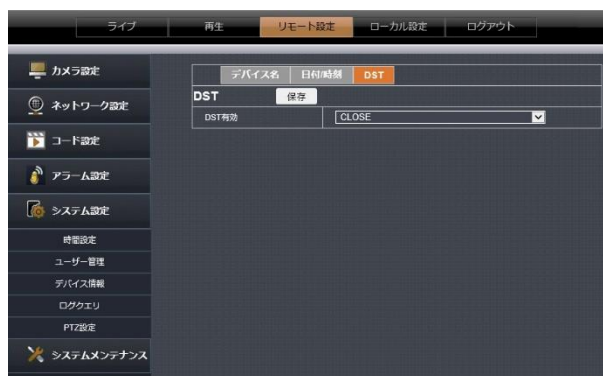 ライブ 再生 リモート設定 ローカル設定 ログアウト
カメラ設定
ネットワーク設定
コード設定
アラーム設定
システム設定
時間設定
ユーザー管理
デバイス情報
ログクエリ
PTZ設定
システムメンテナンス
デバイス名 日付/時刻 DST
DST 保存
DST有効 CLOSE